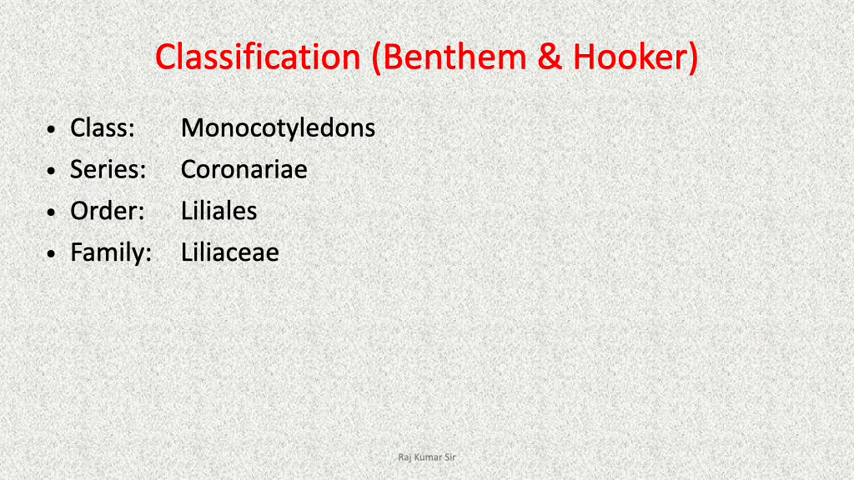 Classification (Benthem & Hooker)
• Class: Monocotyledons
• Series: Coronariae
• Order: Liliales
• Family: Liliaceae
Raj Kumar Sir